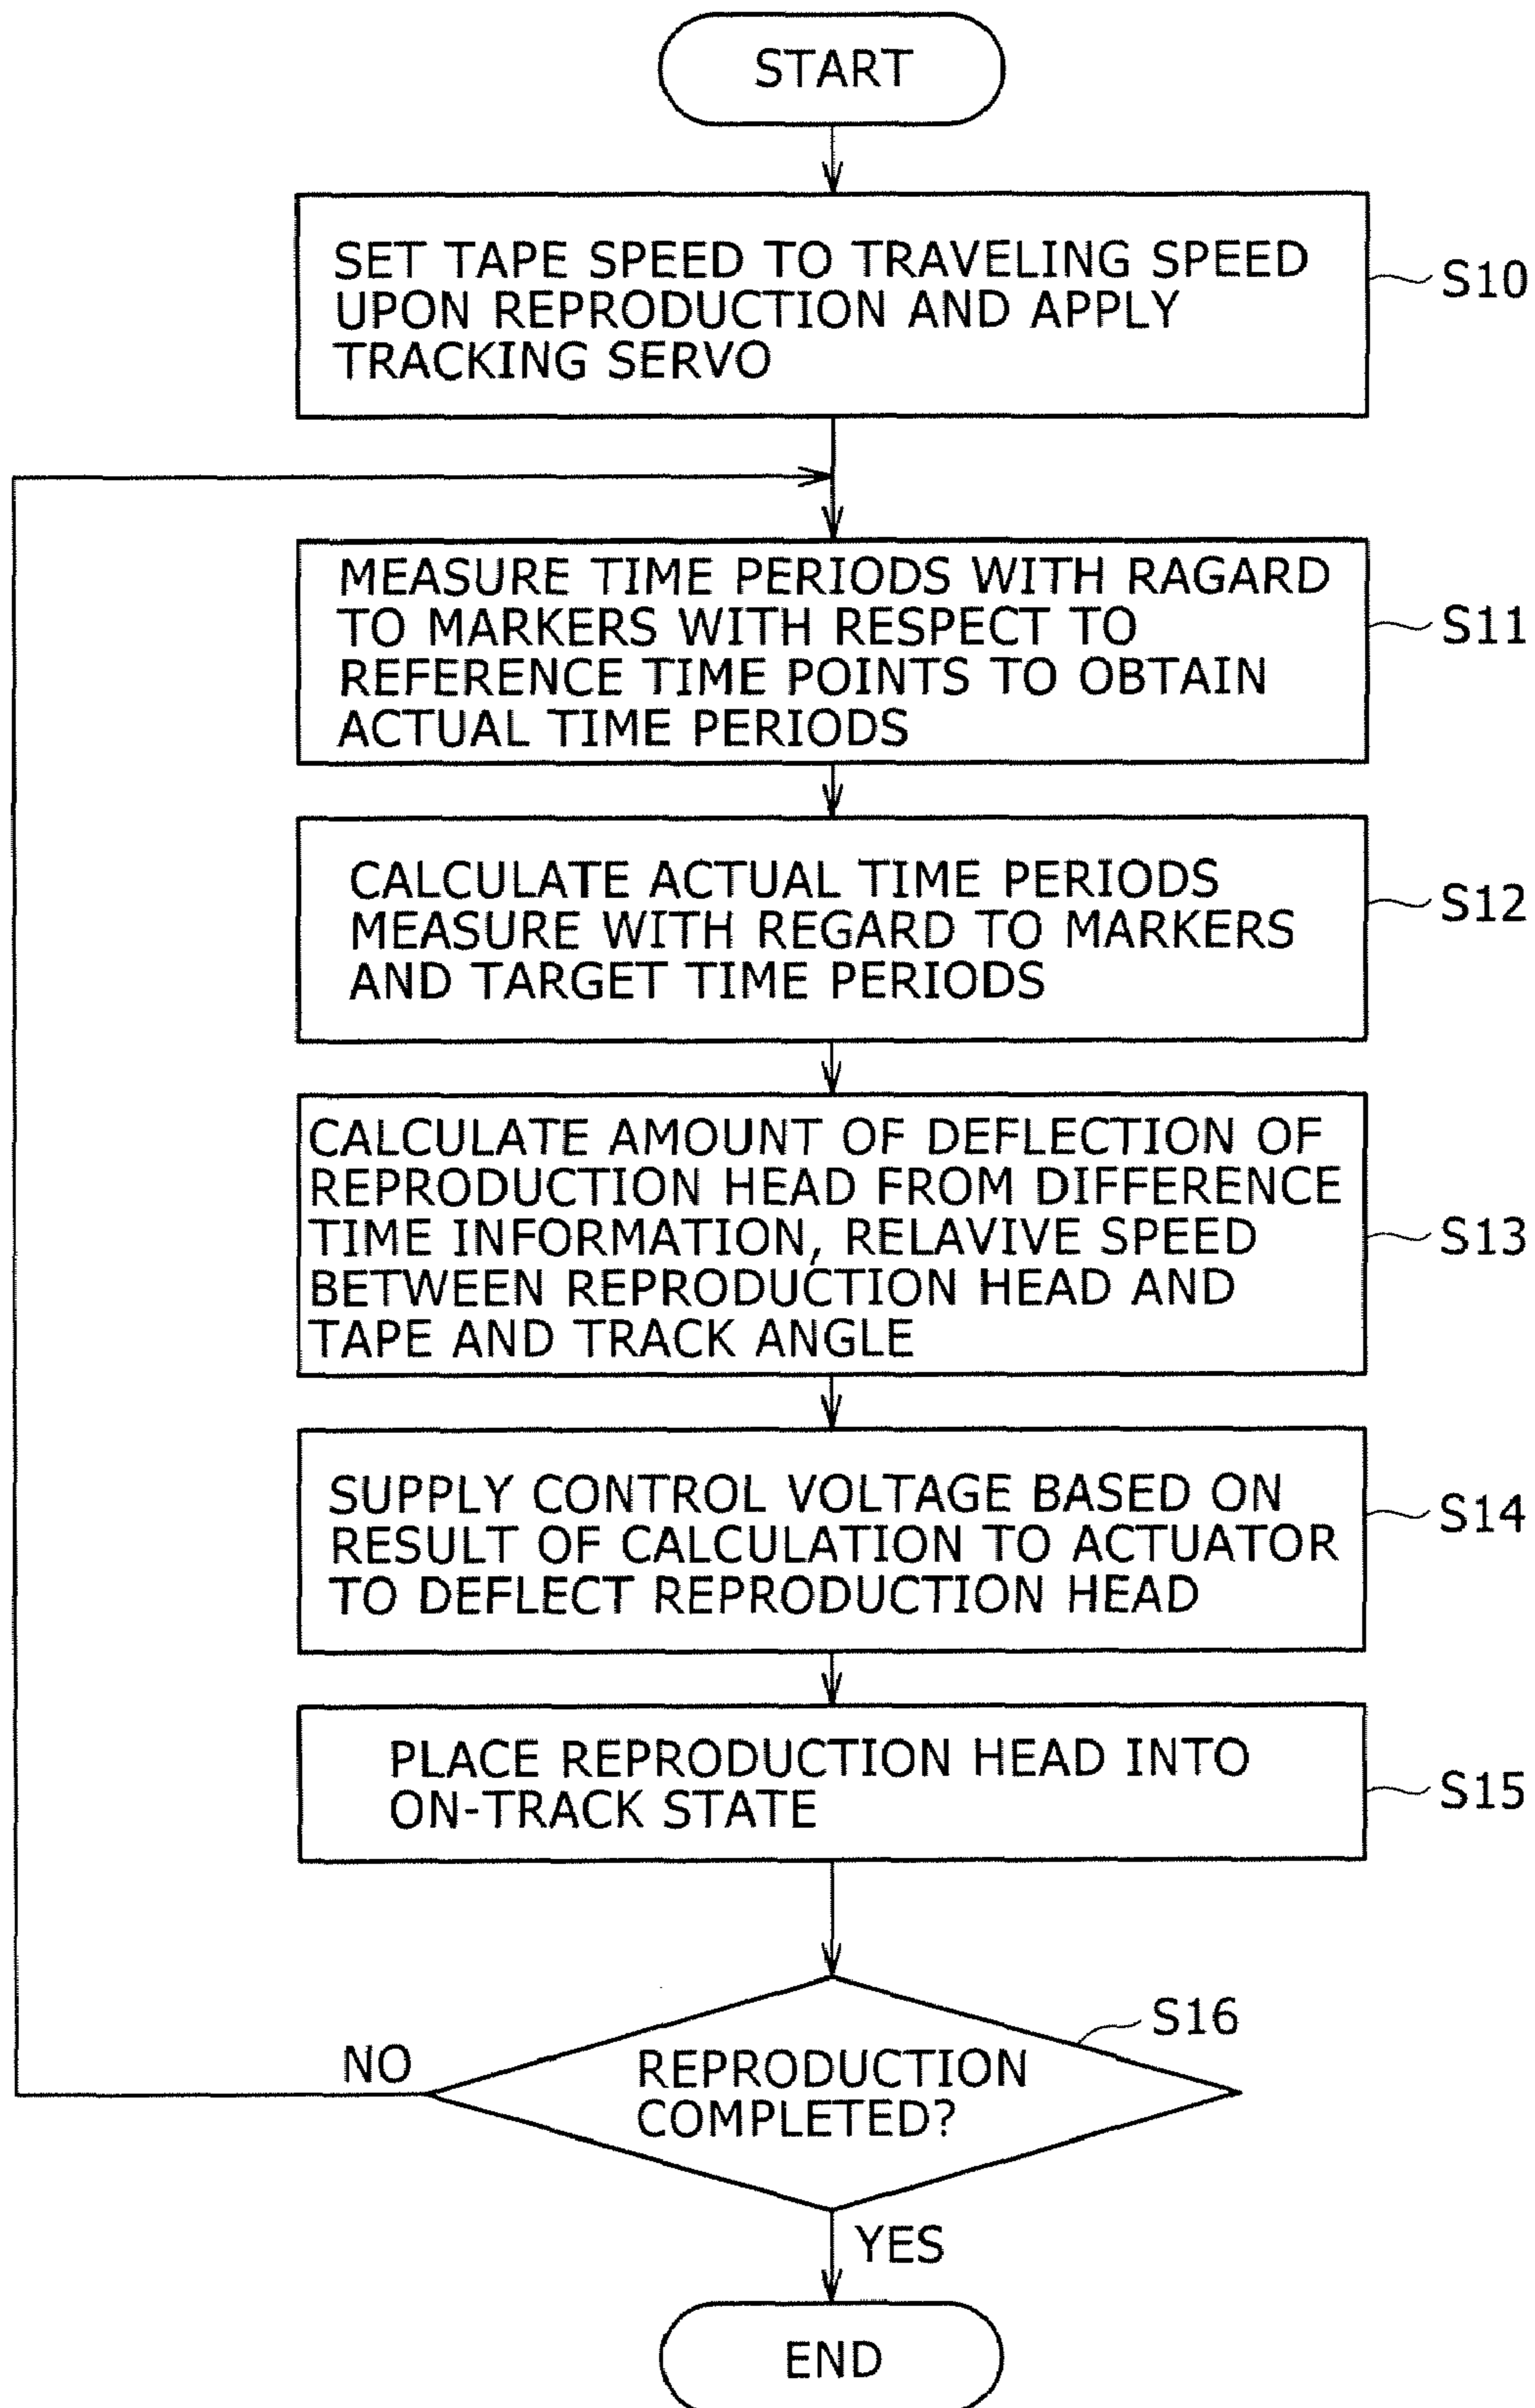 START
SET TAPE SPEED TO TRAVELING SPEED
UPON REPRODUCTION AND APPLY
TRACKING SERVO
S10
MEASURE TIME PERIODS WITH RAGARD
TO MARKERS WITH RESPECT TO
REFERENCE TIME POINTS TO OBTAIN
ACTUAL TIME PERIODS
S11
CALCULATE ACTUAL TIME PERIODS
MEASURE WITH REGARD TO MARKERS
AND TARGET TIME PERIODS
S12
CALCULATE AMOUNT OF DEFLECTION OF
REPRODUCTION HEAD FROM DIFFERENCE
TIME INFORMATION, RELAVIVE SPEED
BETWEEN REPRODUCTION HEAD AND
TAPE AND TRACK ANGLE
S13
SUPPLY CONTROL VOLTAGE BASED ON
RESULT OF CALCULATION TO ACTUATOR
TO DEFLECT REPRODUCTION HEAD
S14
PLACE REPRODUCTION HEAD INTO
ON-TRACK STATE
S15
S16
NO
REPRODUCTION
COMPLETED?
YES
END